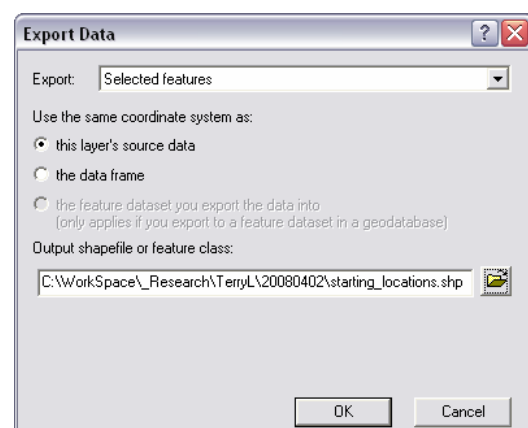 Export Data
Export: Selected features
Use the same coordinate system as:
this layer's source data
the data frame
the feature dataset you export the data into
(only applies if you export to a feature dataset in a geodatabase)
Output shapefile or feature class:
C:\WorkSpace\_Research\TerryL\20080402\starting_locations.shp
OK Cancel